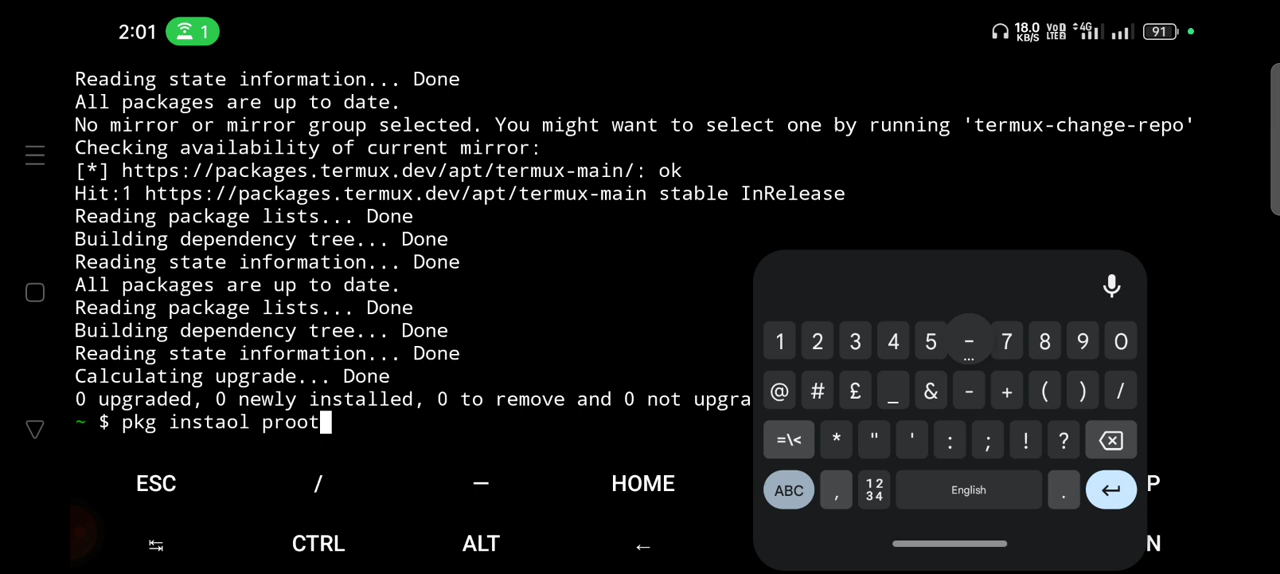 2:01 1 18.0 KB/S VoD LTE 4G 91
Reading state information... Done
All packages are up to date.
No mirror or mirror group selected. You might want to select one by running 'termux-change-repo'
Checking availability of current mirror:
[*] https://packages.termux.dev/apt/termux-main/: ok
Hit:1 https://packages.termux.dev/apt/termux-main stable InRelease
Reading package lists... Done
Building dependency tree... Done
Reading state information... Done
All packages are up to date.
Reading package lists... Done
Building dependency tree... Done
Reading state information... Done
Calculating upgrade... Done
0 upgraded, 0 newly installed, 0 to remove and 0 not upgra
~ $ pkg instaol proot
ESC / — HOME P
CTRL ALT ← N
1 2 3 4 5 - 7 8 9 0
@ # £ _ & - + ( ) /
=\< * " ' : ; ! ?
ABC , 1234 English .